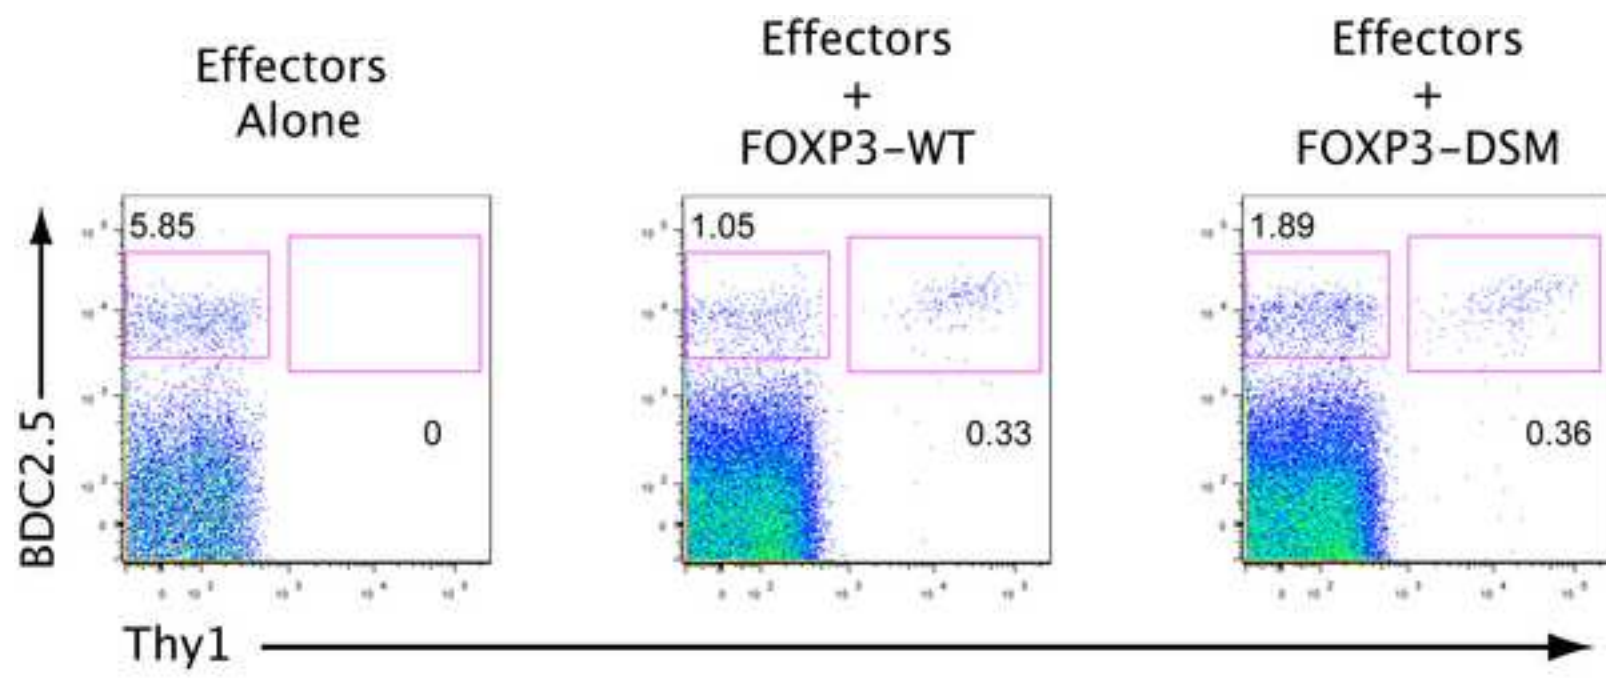 Effectors
Alone
Effectors
+
FOXP3-WT
Effectors
+
FOXP3-DSM
5.85
0
1.05
0.33
1.89
0.36
BDC2.5
Thy1